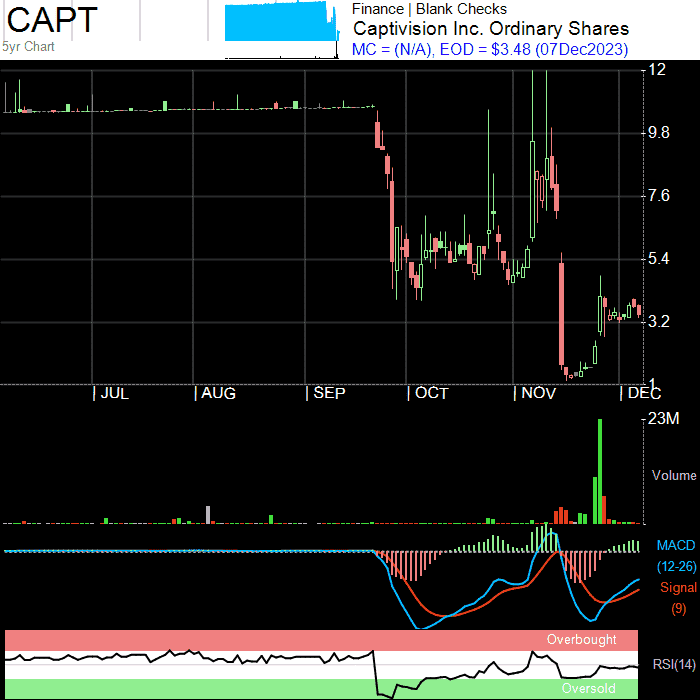 CAPT
5yr Chart
Finance | Blank Checks
Captivision Inc. Ordinary Shares
MC = (N/A), EOD = $3.48 (07Dec2023)
12
9.8
7.6
5.4
3.2
1
JUL AUG SEP OCT NOV DEC
23M
Volume
MACD
(12-26)
Signal
(9)
Overbought
RSI(14)
Oversold